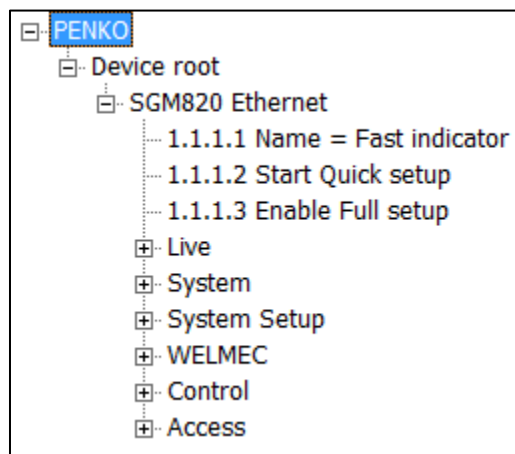 PENKO
Device root
SGM820 Ethernet
1.1.1.1 Name = Fast indicator
1.1.1.2 Start Quick setup
1.1.1.3 Enable Full setup
Live
System
System Setup
WELMEC
Control
Access